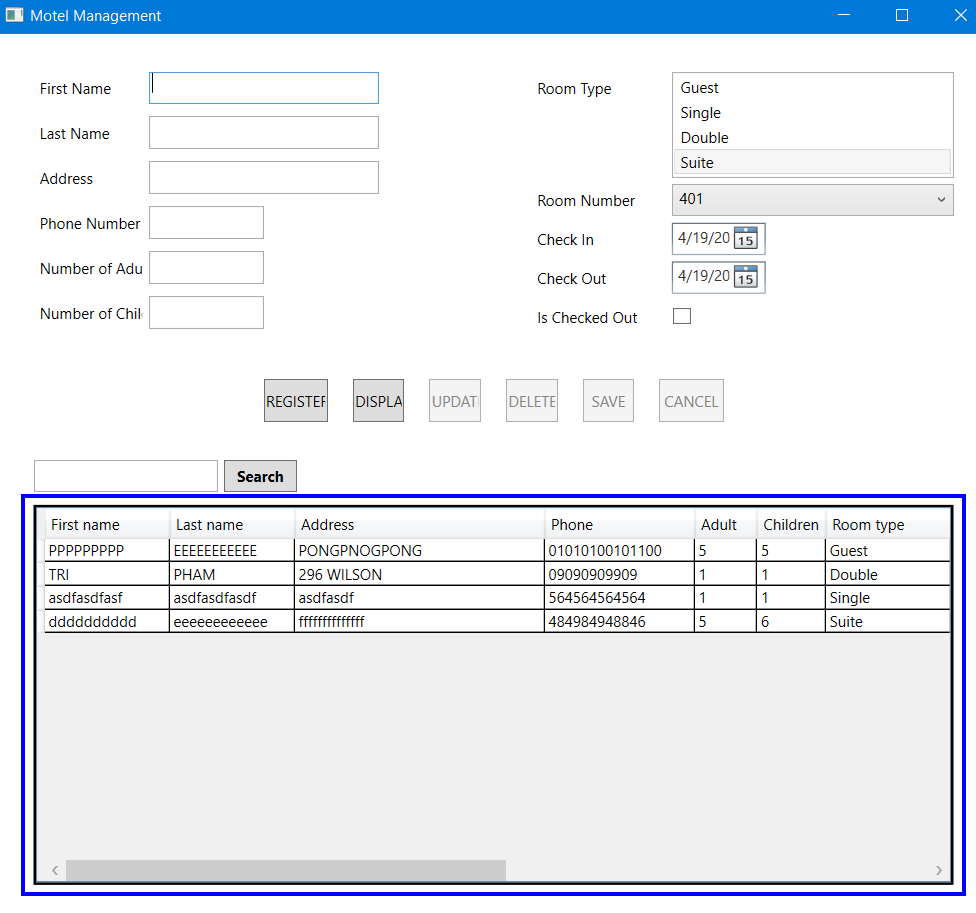 Motel Management
First Name
Last Name
Address
Phone Number
Number of Adu
Number of Chil
Room Type
Guest
Single
Double
Suite
Room Number 401
Check In 4/19/20 15
Check Out 4/19/20 15
Is Checked Out
REGISTER DISPLA UPDAT DELETE SAVE CANCEL
Search
First name Last name Address Phone Adult Children Room type
PPPPPPPPP EEEEEEEEEEE PONGPNOGPONG 01010100101100 5 5 Guest
TRI PHAM 296 WILSON 09090909909 1 1 Double
asdfasdfasf asdfasdfasdf asdfasdf 564564564564 1 1 Single
dddddddddd eeeeeeeeeeee ffffffffffffff 484984948846 5 6 Suite